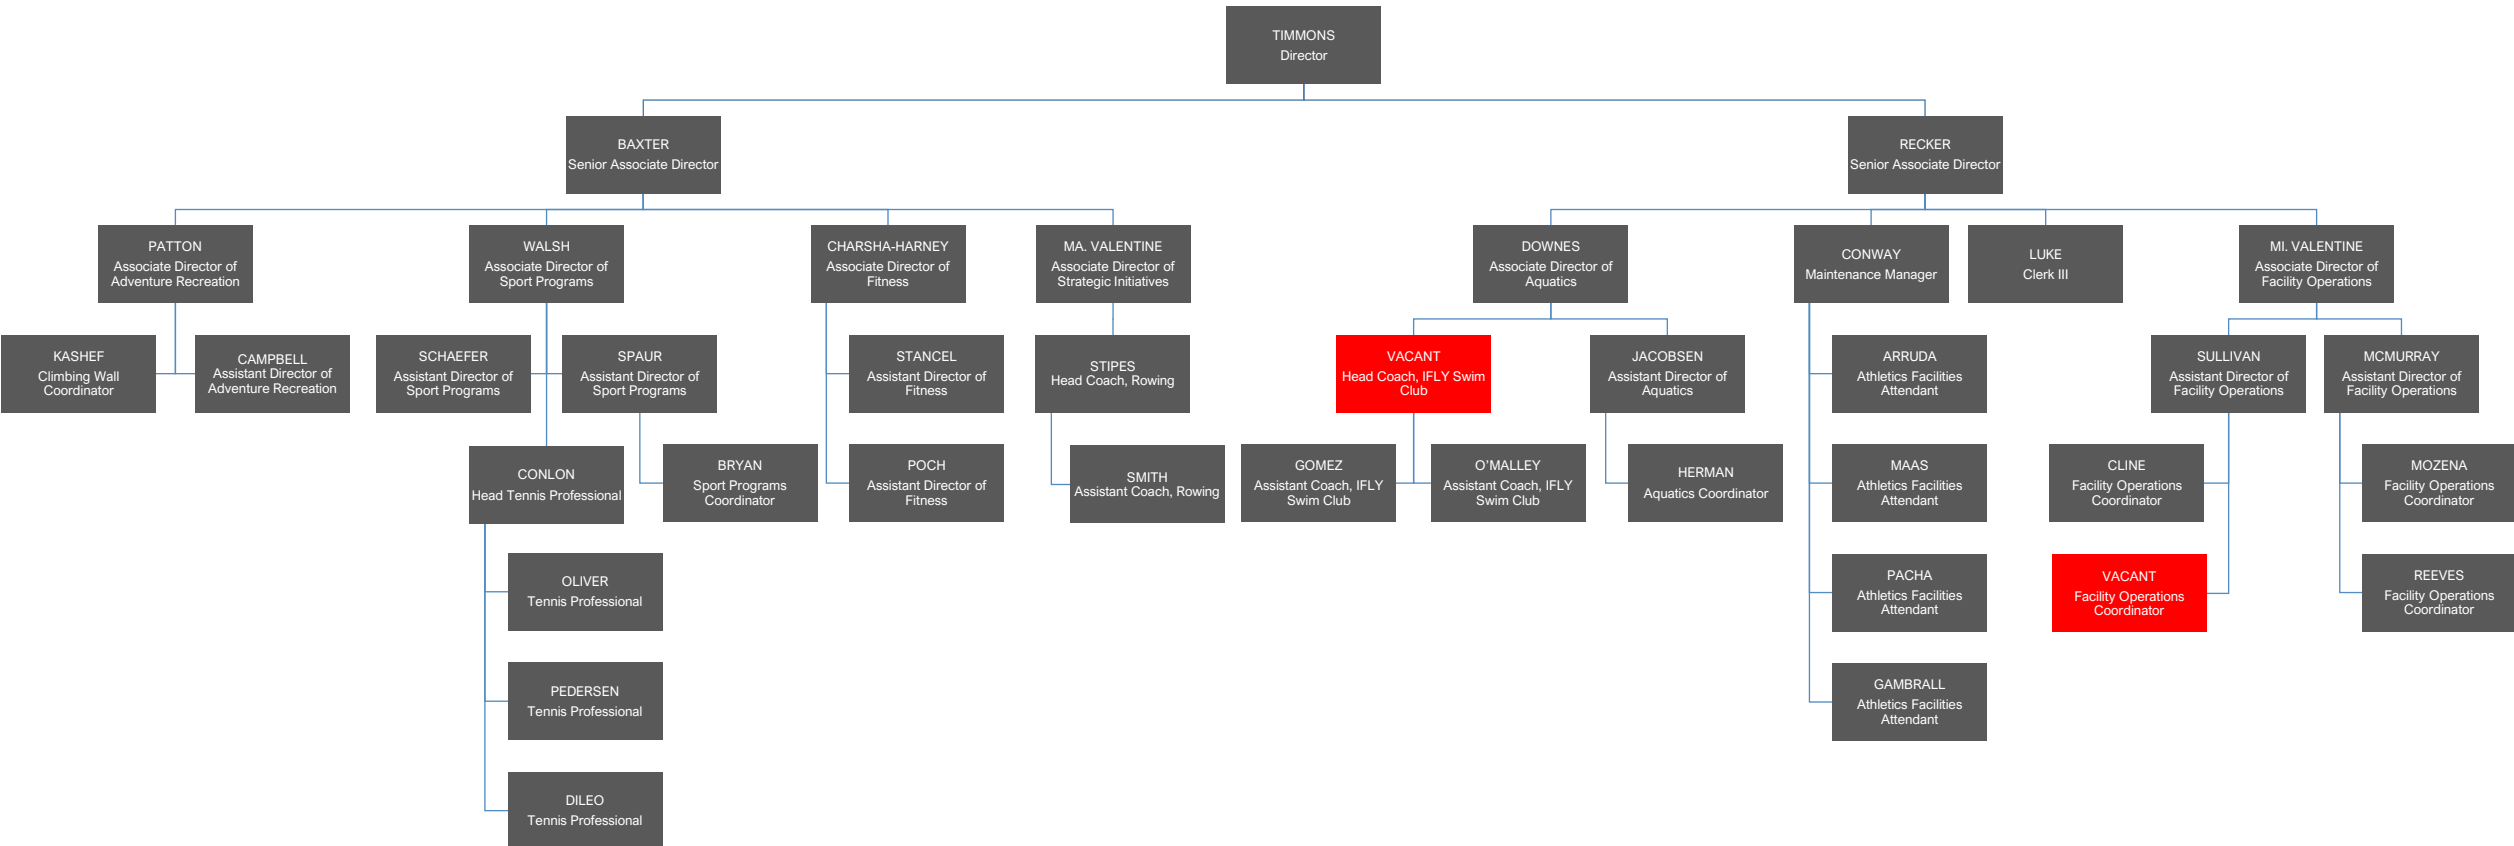 TIMMONS
Director
BAXTER
Senior Associate Director
RECKER
Senior Associate Director
PATTON
Associate Director of
Adventure Recreation
WALSH
Associate Director of
Sport Programs
CHARSHA-HARNEY
Associate Director of
Fitness
MA. VALENTINE
Associate Director of
Strategic Initiatives
DOWNES
Associate Director of
Aquatics
CONWAY
Maintenance Manager
LUKE
Clerk III
MI. VALENTINE
Associate Director of
Facility Operations
KASHEF
Climbing Wall
Coordinator
CAMPBELL
Assistant Director of
Adventure Recreation
SCHAEFER
Assistant Director of
Sport Programs
SPAUR
Assistant Director of
Sport Programs
STANCEL
Assistant Director of
Fitness
STIPES
Head Coach, Rowing
VACANT
Head Coach, IFLY Swim
Club
JACOBSEN
Assistant Director of
Aquatics
ARRUDA
Athletics Facilities
Attendant
SULLIVAN
Assistant Director of
Facility Operations
MCMURRAY
Assistant Director of
Facility Operations
CONLON
Head Tennis Professional
BRYAN
Sport Programs
Coordinator
POCH
Assistant Director of
Fitness
SMITH
Assistant Coach, Rowing
GOMEZ
Assistant Coach, IFLY
Swim Club
O’MALLEY
Assistant Coach, IFLY
Swim Club
HERMAN
Aquatics Coordinator
MAAS
Athletics Facilities
Attendant
CLINE
Facility Operations
Coordinator
MOZENA
Facility Operations
Coordinator
OLIVER
Tennis Professional
PACHA
Athletics Facilities
Attendant
VACANT
Facility Operations
Coordinator
REEVES
Facility Operations
Coordinator
PEDERSEN
Tennis Professional
GAMBRALL
Athletics Facilities
Attendant
DILEO
Tennis Professional